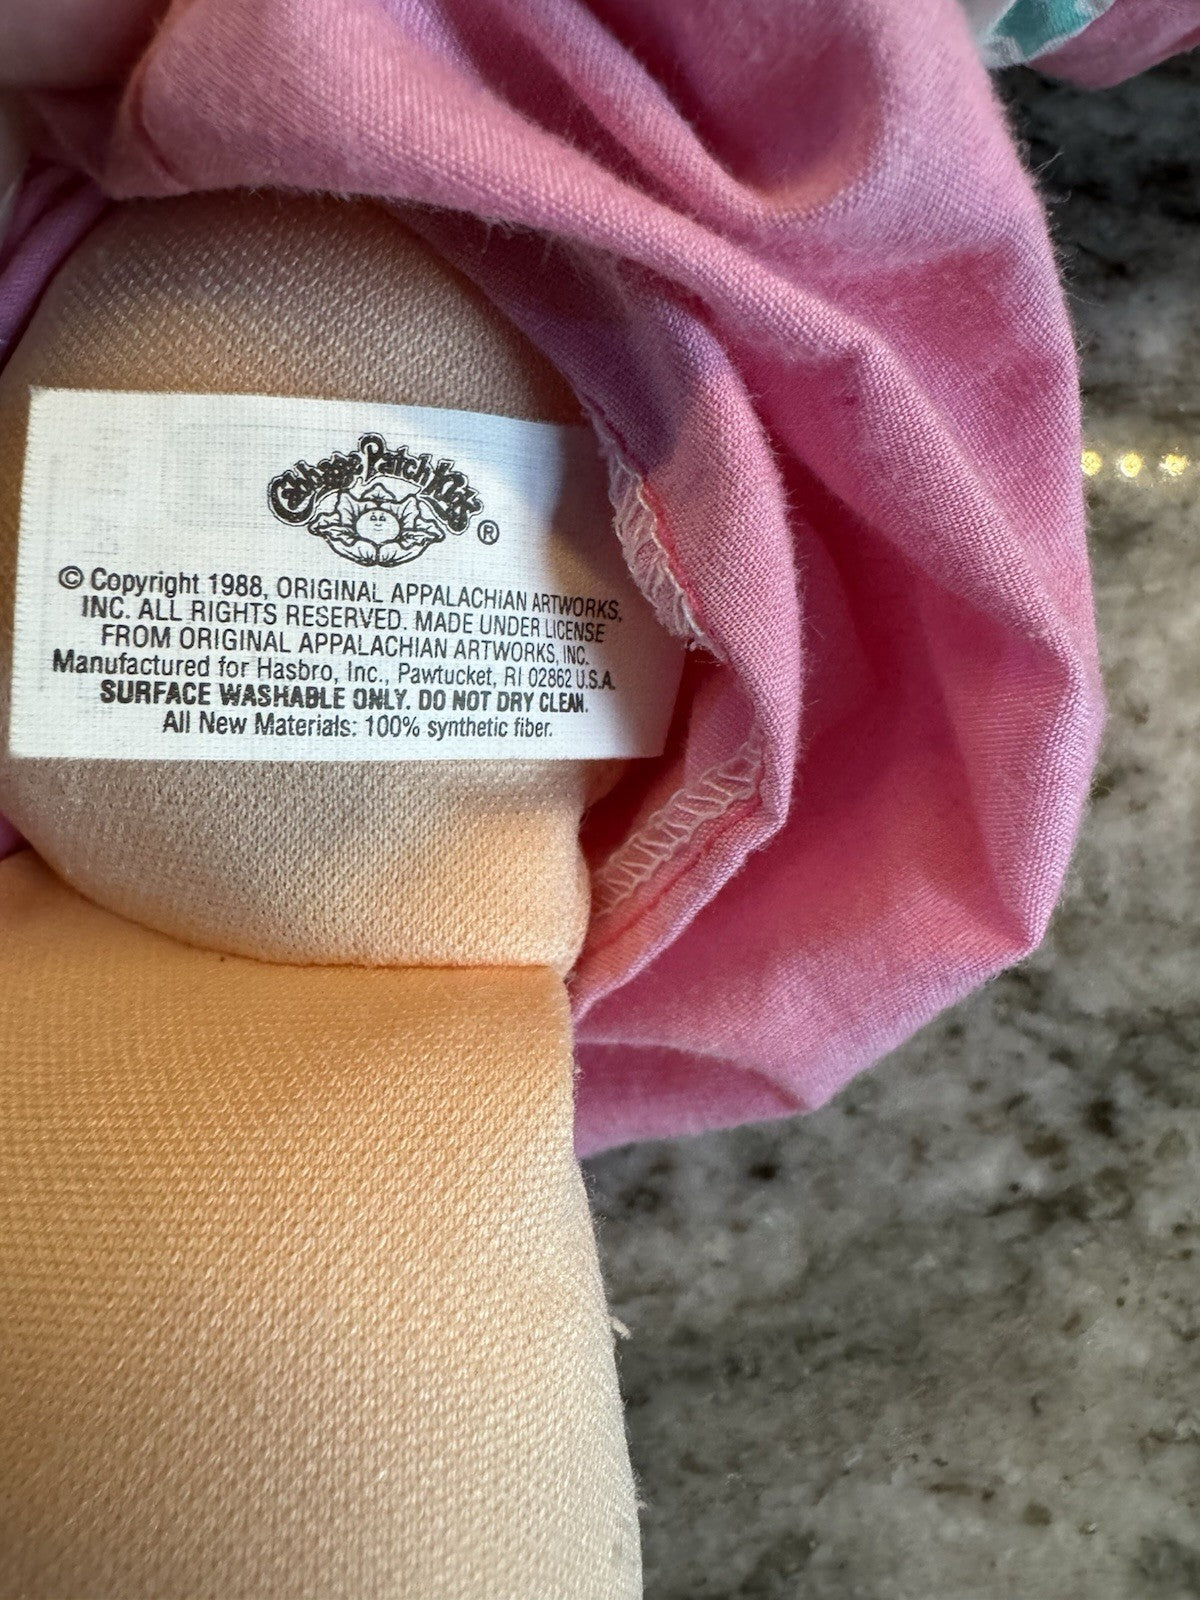 Cabbage Patch Kids ®
© Copyright 1988, ORIGINAL APPALACHIAN ARTWORKS,
INC. ALL RIGHTS RESERVED. MADE UNDER LICENSE
FROM ORIGINAL APPALACHIAN ARTWORKS, INC.
Manufactured for Hasbro, Inc., Pawtucket, RI 02862 U.S.A.
SURFACE WASHABLE ONLY. DO NOT DRY CLEAN.
All New Materials: 100% synthetic fiber.